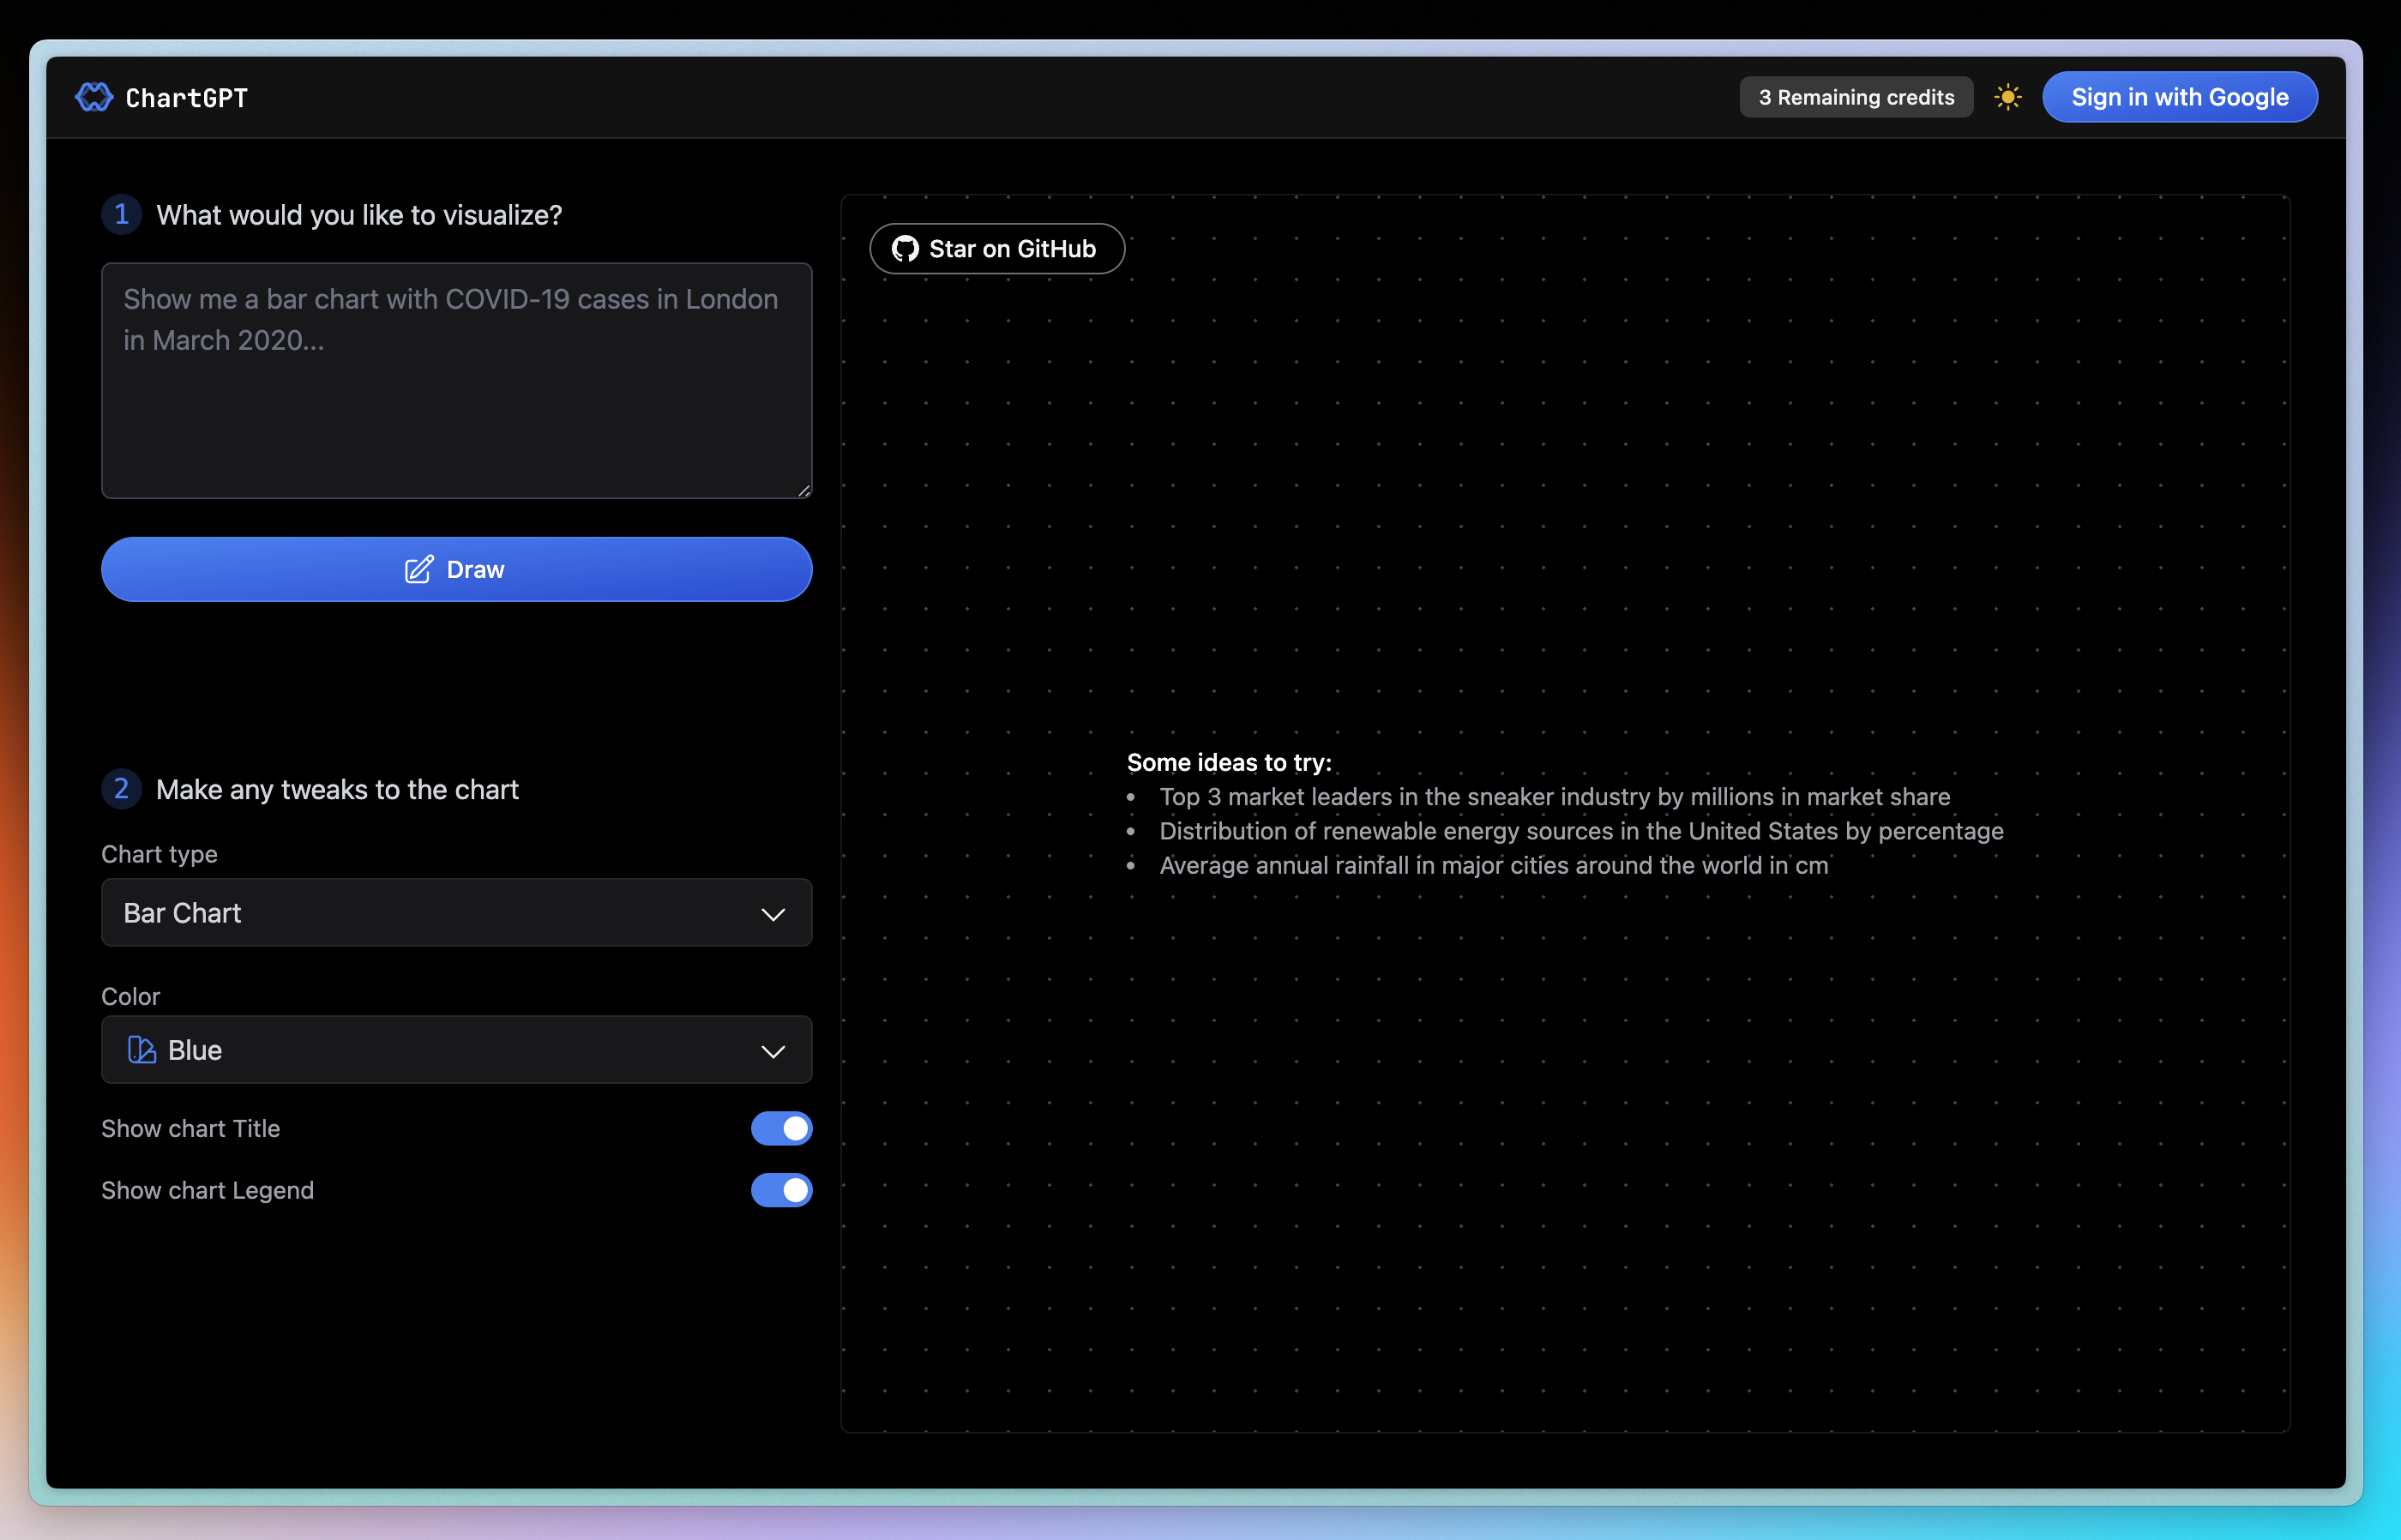 ChartGPT
3 Remaining credits
Sign in with Google
1 What would you like to visualize?
Show me a bar chart with COVID-19 cases in London
in March 2020...
Draw
2 Make any tweaks to the chart
Chart type
Bar Chart
Color
Blue
Show chart Title
Show chart Legend
Star on GitHub
Some ideas to try:
• Top 3 market leaders in the sneaker industry by millions in market share
• Distribution of renewable energy sources in the United States by percentage
• Average annual rainfall in major cities around the world in cm